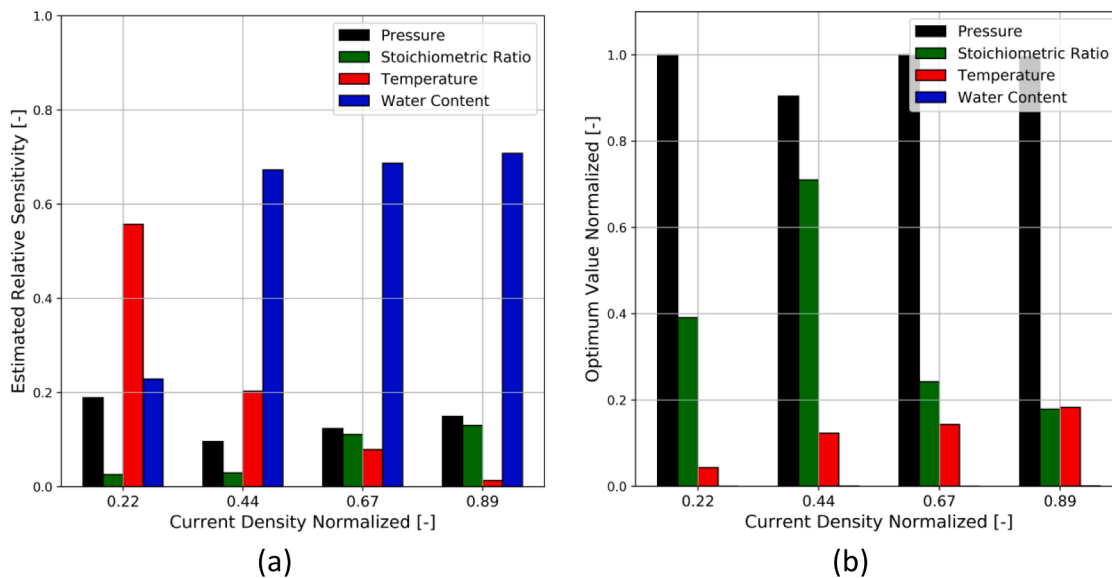 1.0
0.8
0.6
0.4
0.2
0.0
Estimated Relative Sensitivity [-]
Pressure
Stoichiometric Ratio
Temperature
Water Content
0.22 0.44 0.67 0.89
Current Density Normalized [-]
(a)
1.0
0.8
0.6
0.4
0.2
0.0
Optimum Value Normalized [-]
Pressure
Stoichiometric Ratio
Temperature
Water Content
0.22 0.44 0.67 0.89
Current Density Normalized [-]
(b)